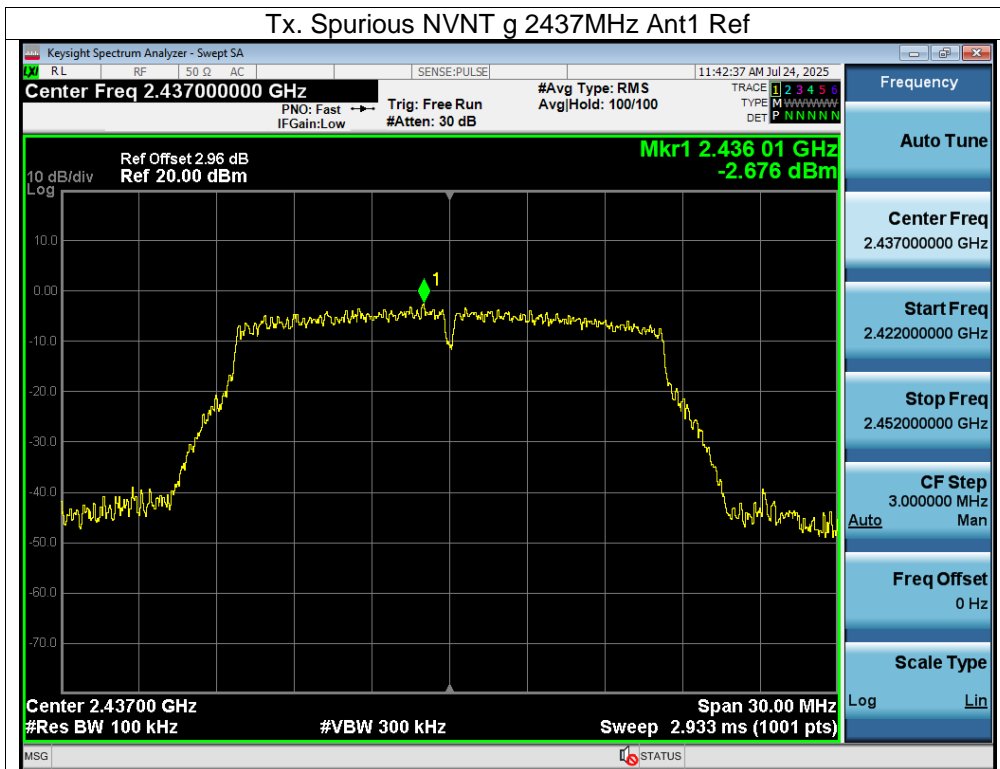 Tx. Spurious NVNT g 2437MHz Ant1 Ref
Keysight Spectrum Analyzer - Swept SA
LXI RL RF 50 Ω AC SENSE:PULSE 11:42:37 AM Jul 24, 2025
Center Freq 2.437000000 GHz
PNO: Fast
IFGain:Low
Trig: Free Run
#Atten: 30 dB
#Avg Type: RMS
Avg|Hold: 100/100
TRACE 1 2 3 4 5 6
TYPE M WWWWW
DET P N N N N N
Mkr1 2.436 01 GHz
-2.676 dBm
Ref Offset 2.96 dB
10 dB/div Ref 20.00 dBm
Log
10.0
0.00
-10.0
-20.0
-30.0
-40.0
-50.0
-60.0
-70.0
1
Center 2.43700 GHz Span 30.00 MHz
#Res BW 100 kHz #VBW 300 kHz Sweep 2.933 ms (1001 pts)
MSG STATUS
Frequency
Auto Tune
Center Freq
2.437000000 GHz
Start Freq
2.422000000 GHz
Stop Freq
2.452000000 GHz
CF Step
3.000000 MHz
Auto Man
Freq Offset
0 Hz
Scale Type
Log Lin